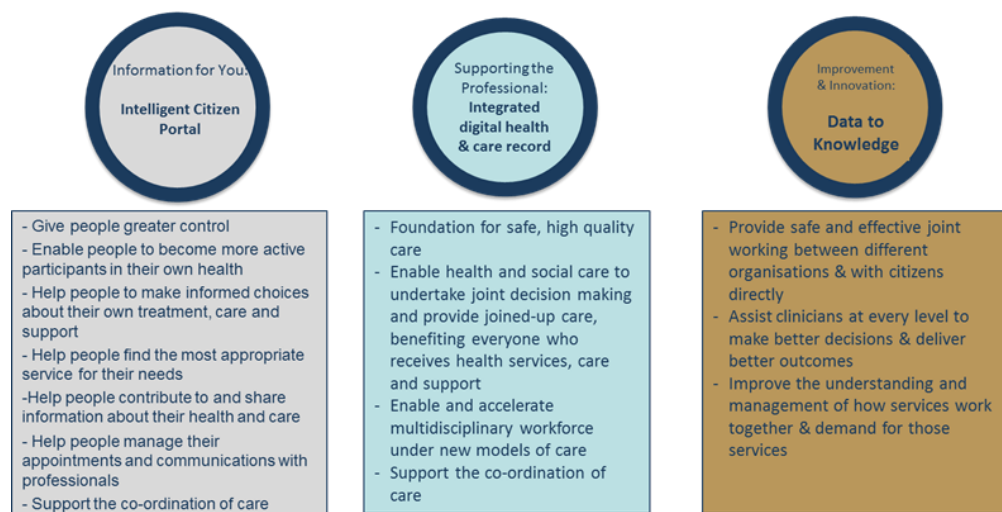 Information for You:
Intelligent Citizen
Portal
- Give people greater control
- Enable people to become more active
participants in their own health
- Help people to make informed choices
about their own treatment, care and
support
- Help people find the most appropriate
service for their needs
-Help people contribute to and share
information about their health and care
- Help people manage their
appointments and communications with
professionals
- Support the co-ordination of care
Supporting the
Professional:
Integrated
digital health
& care record
- Foundation for safe, high quality
care
- Enable health and social care to
undertake joint decision making
and provide joined-up care,
benefiting everyone who
receives health services, care
and support
- Enable and accelerate
multidisciplinary workforce
under new models of care
- Support the co-ordination of
care
Improvement
& Innovation:
Data to
Knowledge
- Provide safe and effective joint
working between different
organisations & with citizens
directly
- Assist clinicians at every level to
make better decisions & deliver
better outcomes
- Improve the understanding and
management of how services work
together & demand for those
services